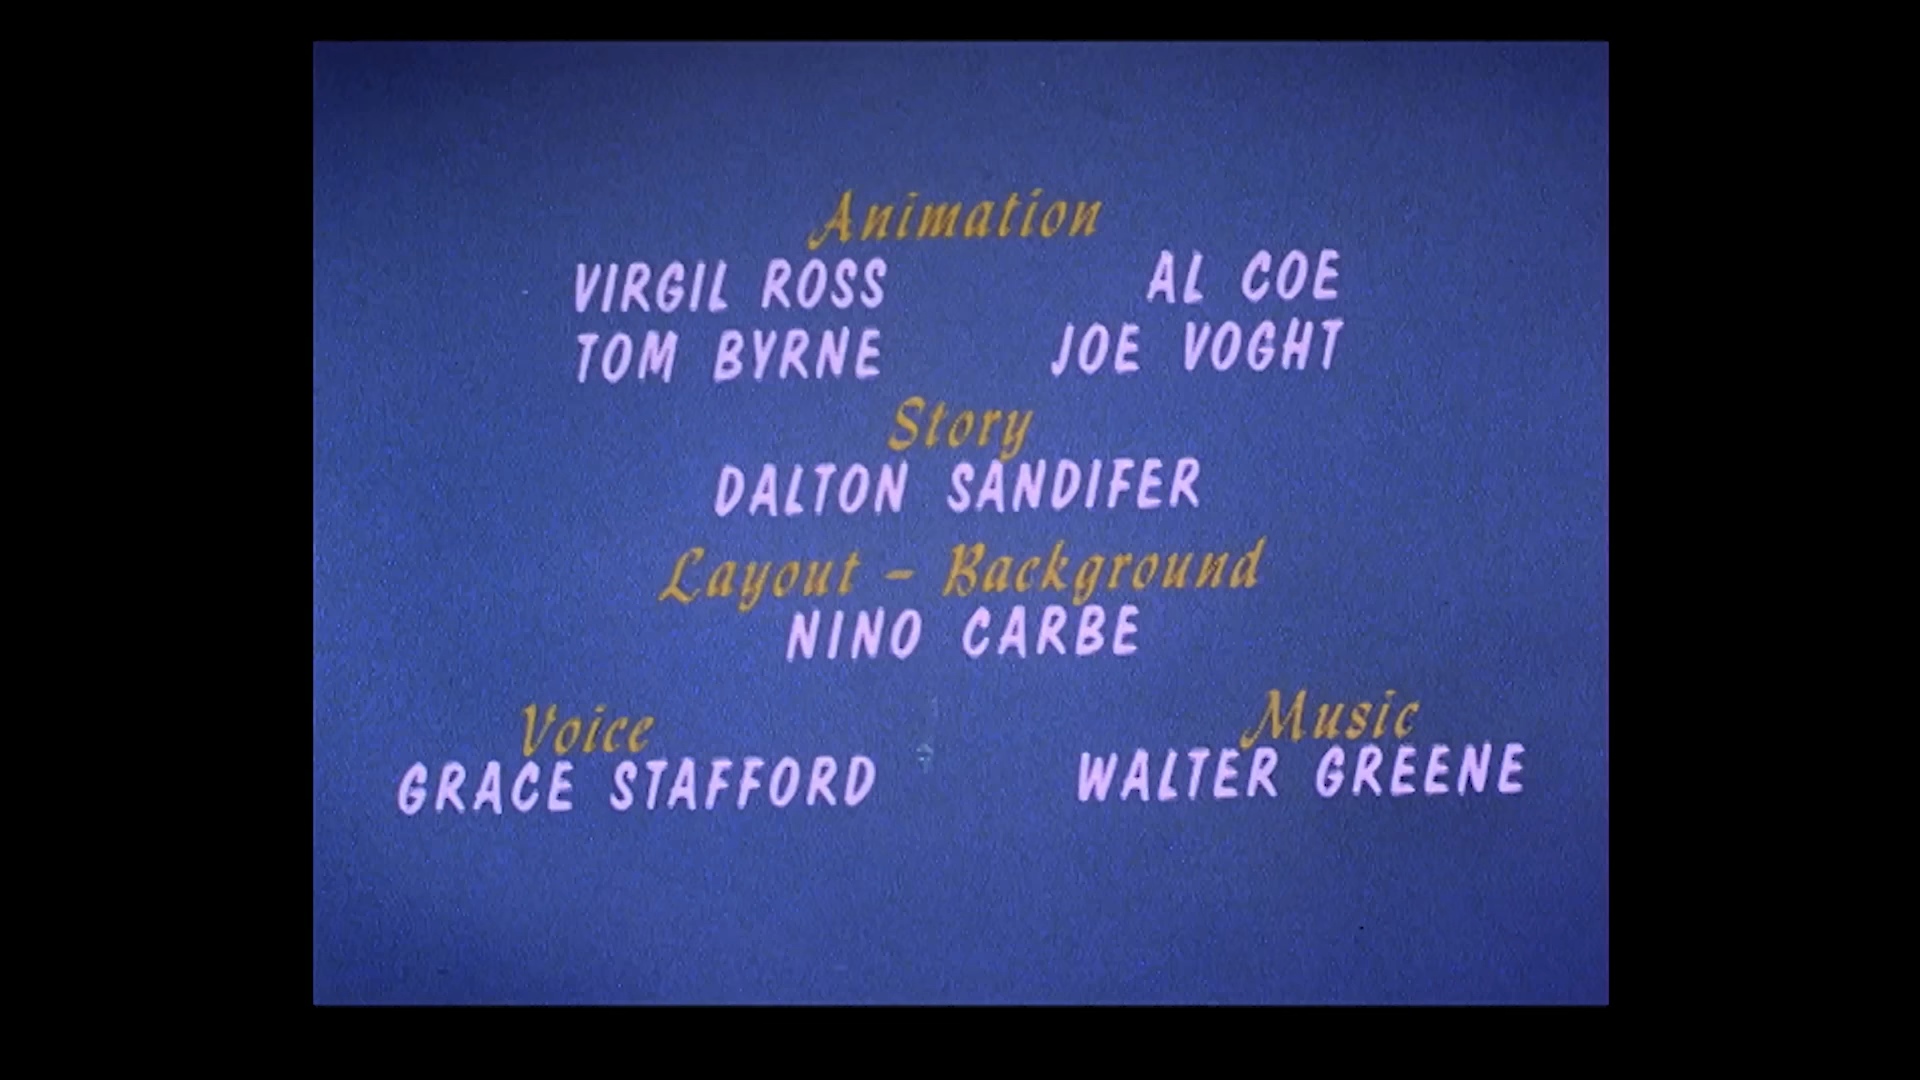 Animation
VIRGIL ROSS AL COE
TOM BYRNE JOE VOGHT
Story
DALTON SANDIFER
Layout - Background
NINO CARBE
Voice Music
GRACE STAFFORD WALTER GREENE